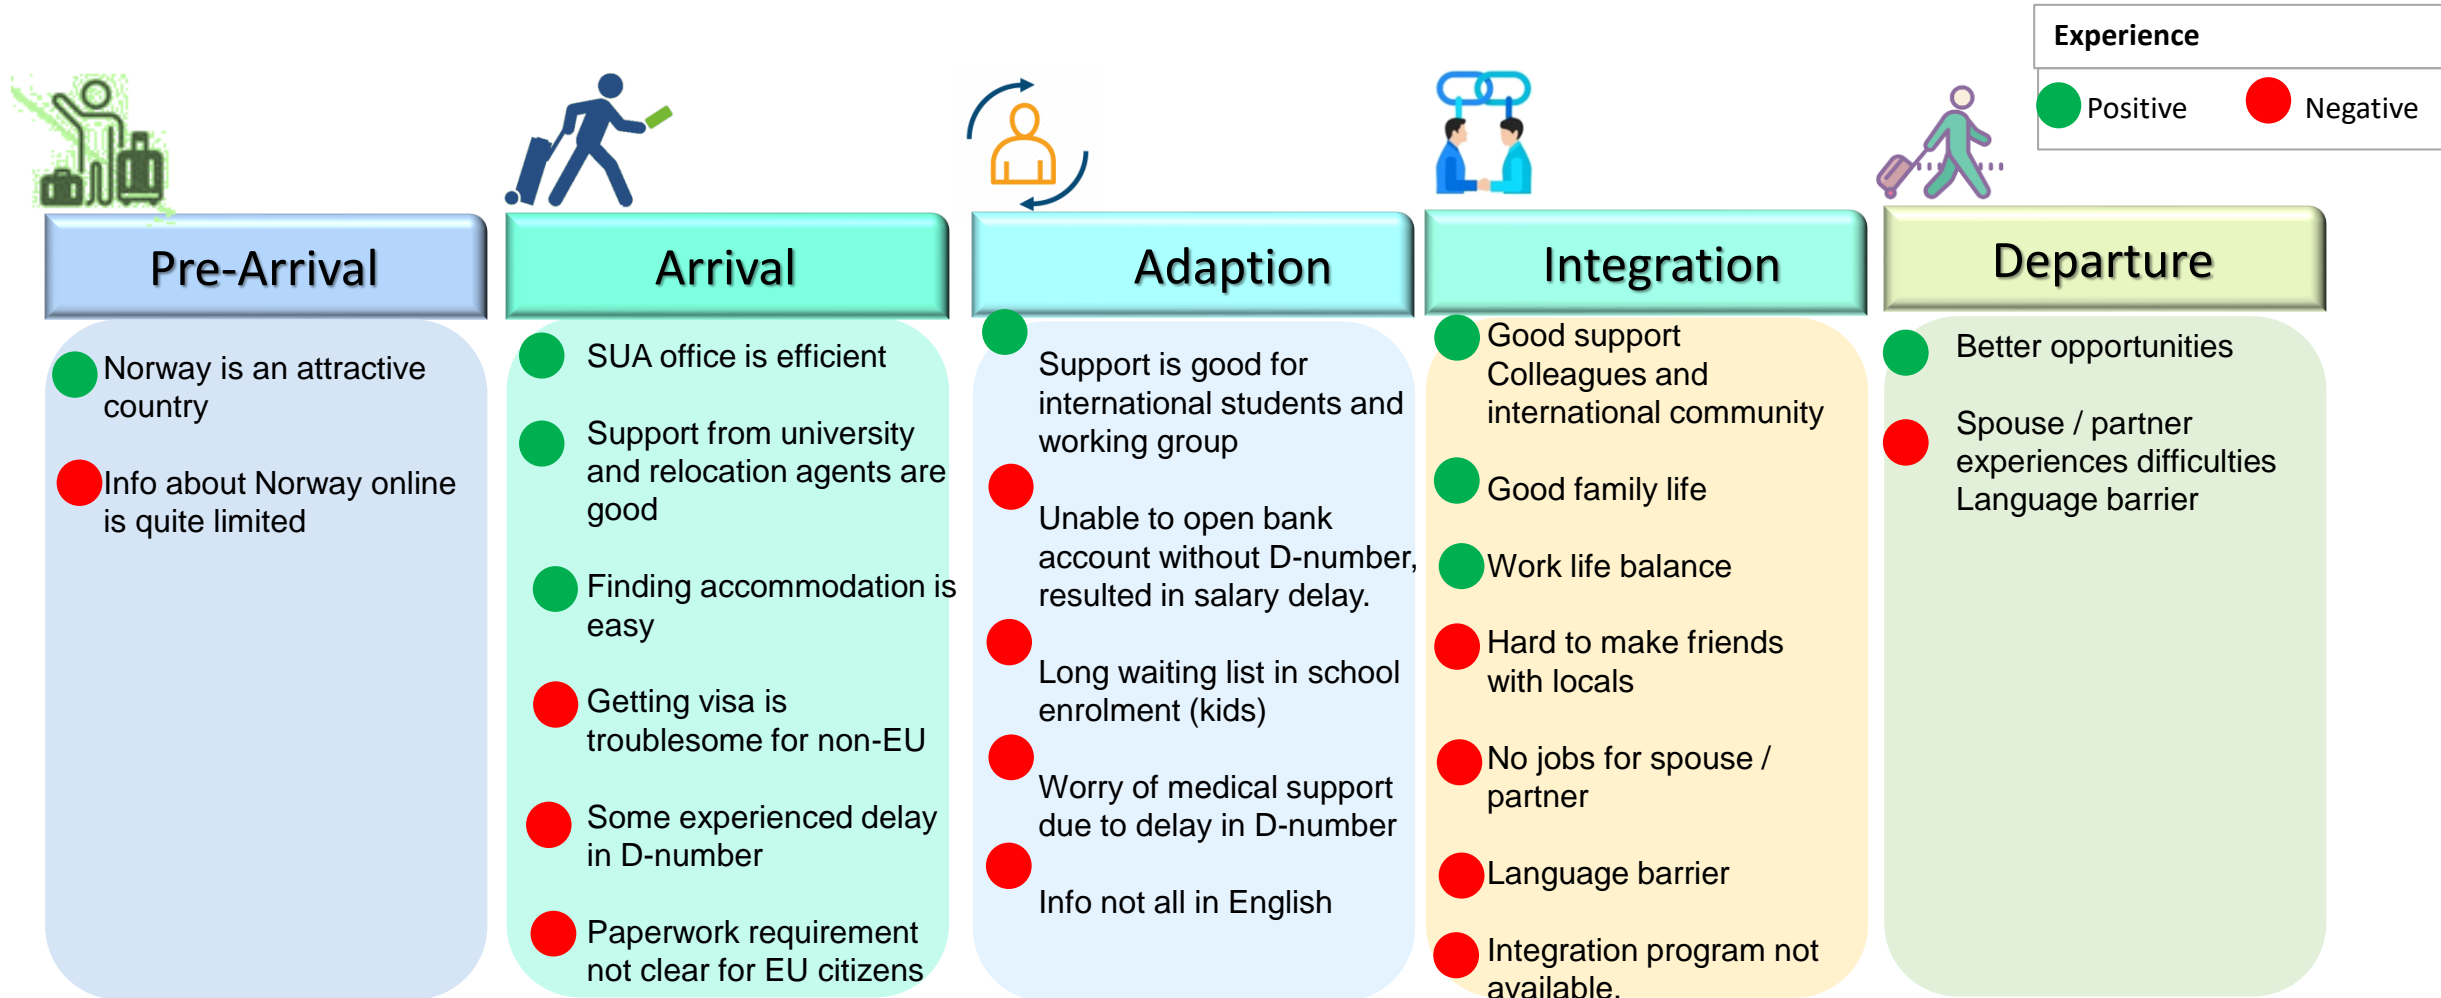 Experience
Positive
Negative
Pre-Arrival
Norway is an attractive
country
Info about Norway online
is quite limited
Arrival
SUA office is efficient
Support from university
and relocation agents are
good
Finding accommodation is
easy
Getting visa is
troublesome for non-EU
Some experienced delay
in D-number
Paperwork requirement
not clear for EU citizens
Adaption
Support is good for
international students and
working group
Unable to open bank
account without D-number,
resulted in salary delay.
Long waiting list in school
enrolment (kids)
Worry of medical support
due to delay in D-number
Info not all in English
Integration
Good support
Colleagues and
international community
Good family life
Work life balance
Hard to make friends
with locals
No jobs for spouse /
partner
Language barrier
Integration program not
available.
Departure
Better opportunities
Spouse / partner
experiences difficulties
Language barrier